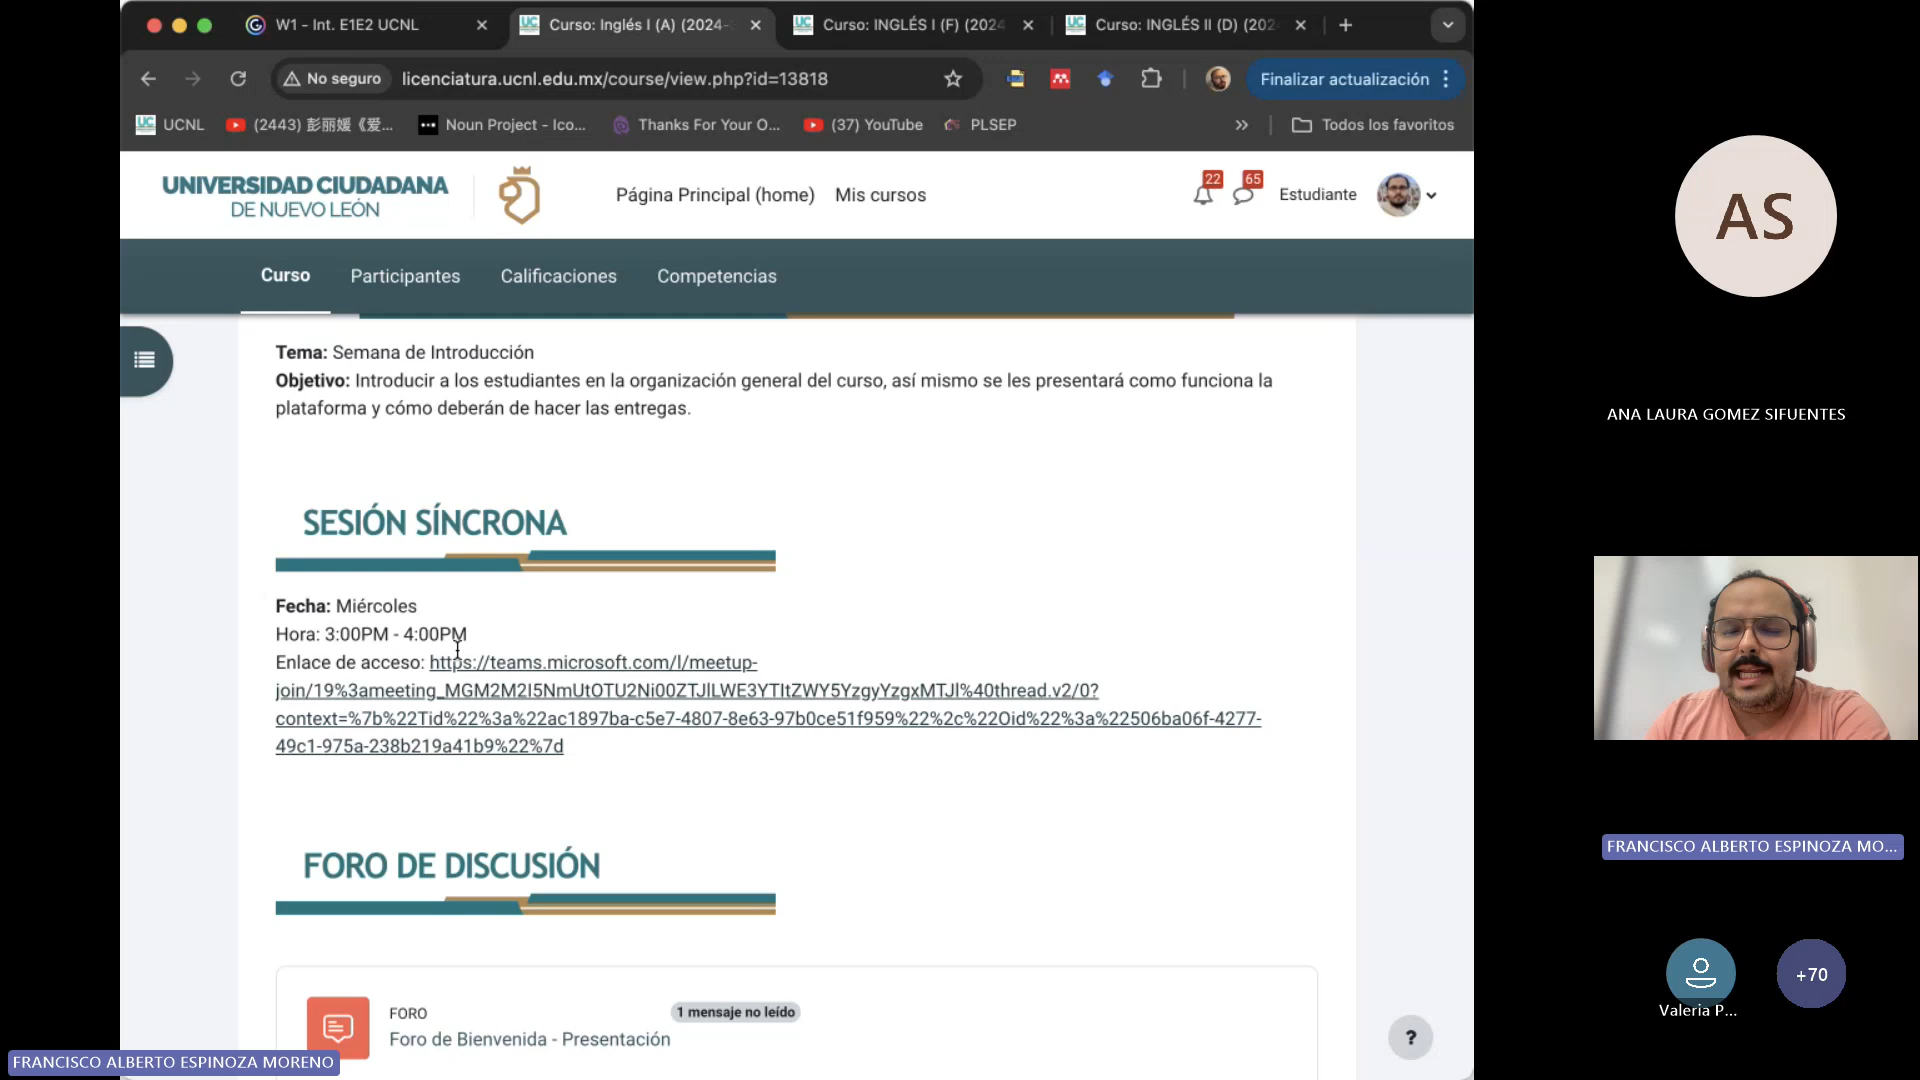 W1 - Int. E1E2 UCNL
Curso: Inglés I (A) (2024-
Curso: INGLÉS I (F) (2024
Curso: INGLÉS II (D) (202
No seguro
licenciatura.ucnl.edu.mx/course/view.php?id=13818
Finalizar actualización
UCNL
(2443) 彭丽媛《爱...
Noun Project - Ico...
Thanks For Your O...
(37) YouTube
PLSEP
Todos los favoritos
UNIVERSIDAD CIUDADANA
DE NUEVO LEÓN
Página Principal (home)
Mis cursos
22
65
Estudiante
Curso
Participantes
Calificaciones
Competencias
Tema: Semana de Introducción
Objetivo: Introducir a los estudiantes en la organización general del curso, así mismo se les presentará como funciona la
plataforma y cómo deberán de hacer las entregas.
SESIÓN SÍNCRONA
Fecha: Miércoles
Hora: 3:00PM - 4:00PM
Enlace de acceso: https://teams.microsoft.com/l/meetup-
join/19%3ameeting_MGM2M2I5NmUtOTU2Ni00ZTJlLWE3YTItZWY5YzgyYzgxMTJl%40thread.v2/0?
context=%7b%22Tid%22%3a%22ac1897ba-c5e7-4807-8e63-97b0ce51f959%22%2c%22Oid%22%3a%22506ba06f-4277-
49c1-975a-238b219a41b9%22%7d
FORO DE DISCUSIÓN
FORO
1 mensaje no leído
Foro de Bienvenida - Presentación
?
FRANCISCO ALBERTO ESPINOZA MORENO
AS
ANA LAURA GOMEZ SIFUENTES
FRANCISCO ALBERTO ESPINOZA MO...
Valeria P...
+70